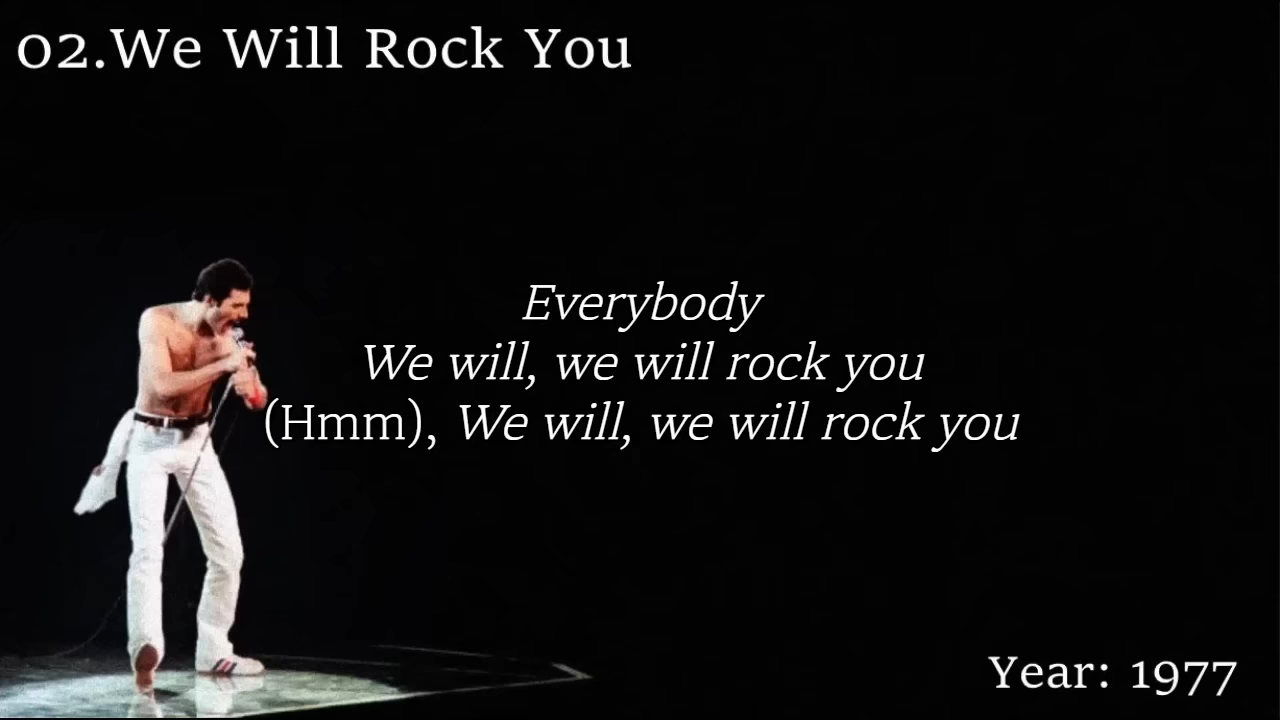 02.We Will Rock You
Everybody
We will, we will rock you
(Hmm), We will, we will rock you
Year: 1977